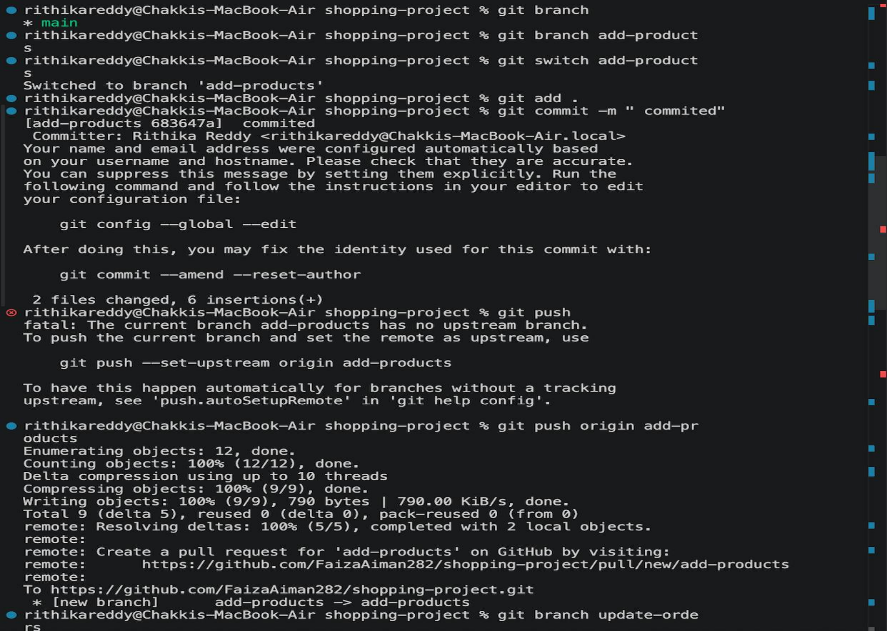 rithikareddy@Chakkis-MacBook-Air shopping-project % git branch
* main
rithikareddy@Chakkis-MacBook-Air shopping-project % git branch add-product
s
rithikareddy@Chakkis-MacBook-Air shopping-project % git switch add-product
s
Switched to branch 'add-products'
rithikareddy@Chakkis-MacBook-Air shopping-project % git add .
rithikareddy@Chakkis-MacBook-Air shopping-project % git commit -m " commited"
[add-products 683647a]  commited
 Committer: Rithika Reddy <rithikareddy@Chakkis-MacBook-Air.local>
Your name and email address were configured automatically based
on your username and hostname. Please check that they are accurate.
You can suppress this message by setting them explicitly. Run the
following command and follow the instructions in your editor to edit
your configuration file:
    git config --global --edit
After doing this, you may fix the identity used for this commit with:
    git commit --amend --reset-author
 2 files changed, 6 insertions(+)
rithikareddy@Chakkis-MacBook-Air shopping-project % git push
fatal: The current branch add-products has no upstream branch.
To push the current branch and set the remote as upstream, use
    git push --set-upstream origin add-products
To have this happen automatically for branches without a tracking
upstream, see 'push.autoSetupRemote' in 'git help config'.
rithikareddy@Chakkis-MacBook-Air shopping-project % git push origin add-pr
oducts
Enumerating objects: 12, done.
Counting objects: 100% (12/12), done.
Delta compression using up to 10 threads
Compressing objects: 100% (9/9), done.
Writing objects: 100% (9/9), 790 bytes | 790.00 KiB/s, done.
Total 9 (delta 5), reused 0 (delta 0), pack-reused 0 (from 0)
remote: Resolving deltas: 100% (5/5), completed with 2 local objects.
remote:
remote: Create a pull request for 'add-products' on GitHub by visiting:
remote:      https://github.com/FaizaAiman282/shopping-project/pull/new/add-products
remote:
To https://github.com/FaizaAiman282/shopping-project.git
 * [new branch]      add-products -> add-products
rithikareddy@Chakkis-MacBook-Air shopping-project % git branch update-orde
rs